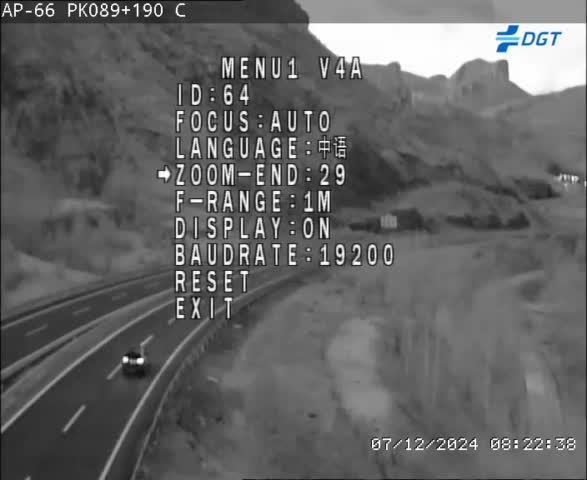 AP-66 PK089+190 C
DGT
MENU1 V4A
ID:64
FOCUS:AUTO
LANGUAGE:中语
ZOOM-END:29
F-RANGE:1M
DISPLAY:ON
BAUDRATE:19200
RESET
EXIT
07/12/2024 08:22:38